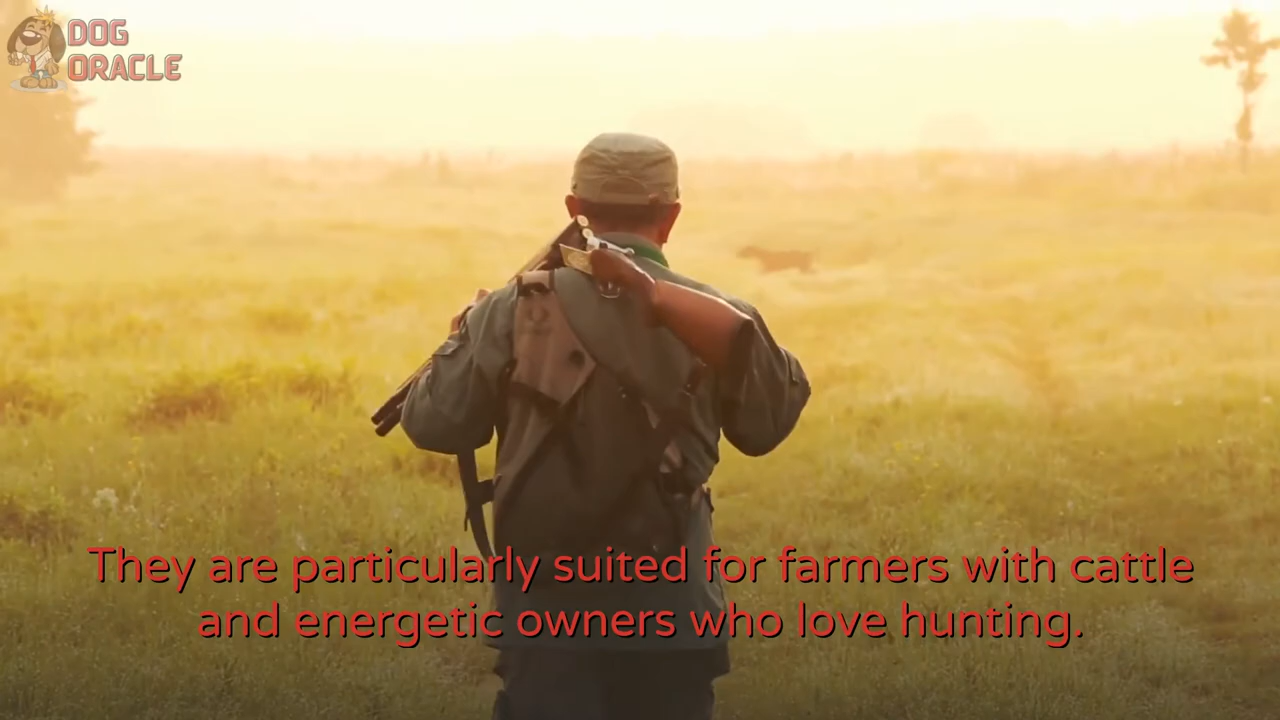 DOG
ORACLE
They are particularly suited for farmers with cattle
and energetic owners who love hunting.